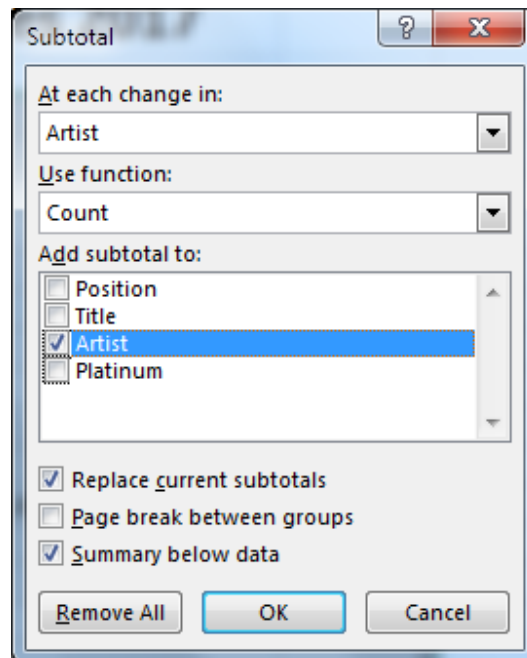 2017
Subtotal
?
At each change in:
Artist
Use function:
Count
Add subtotal to:
Position
Title
Artist
Platinum
Replace current subtotals
Page break between groups
Summary below data
Remove All OK Cancel